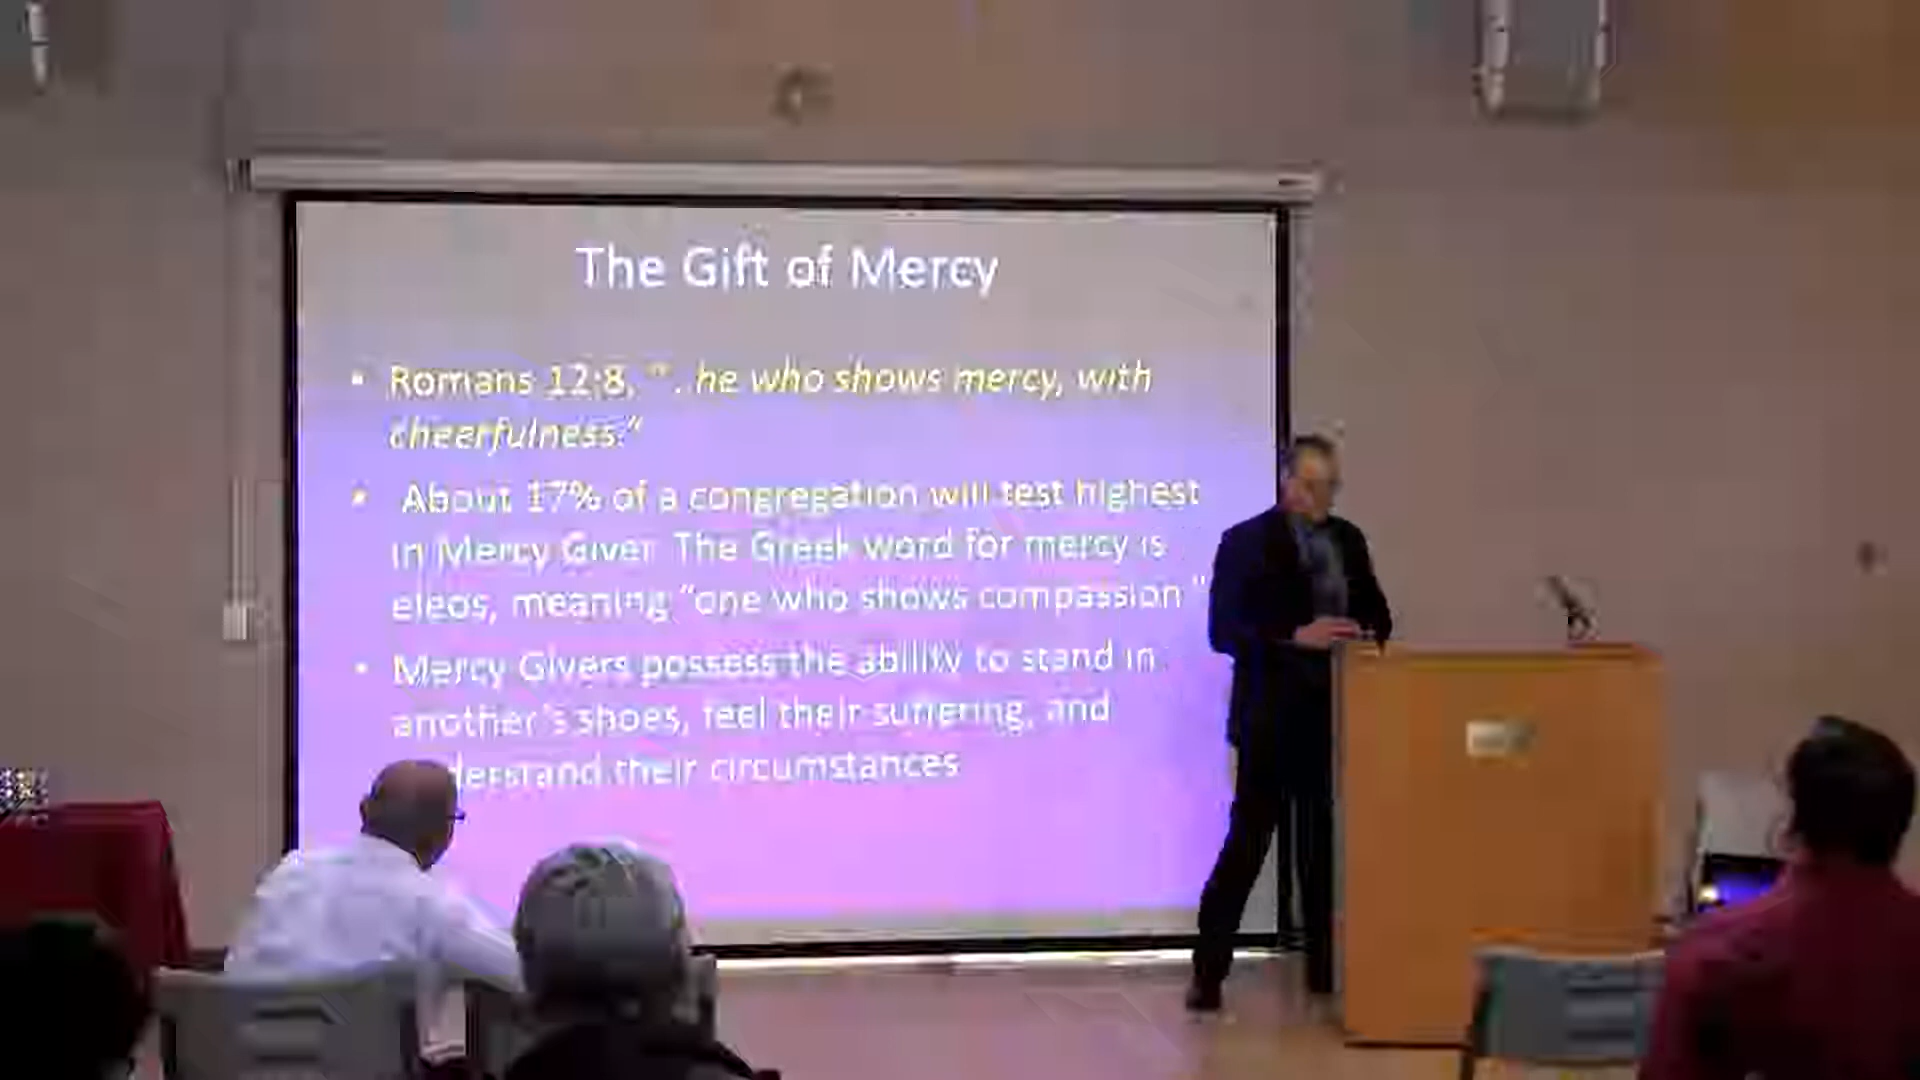 The Gift of Mercy
• Romans 12:8, “ ..he who shows mercy, with
cheerfulness.”
• About 17% of a congregation will test highest
in Mercy Giver. The Greek word for mercy is
eleos, meaning “one who shows compassion.”
• Mercy Givers possess the ability to stand in
another's shoes, feel their suffering, and
derstand their circumstances